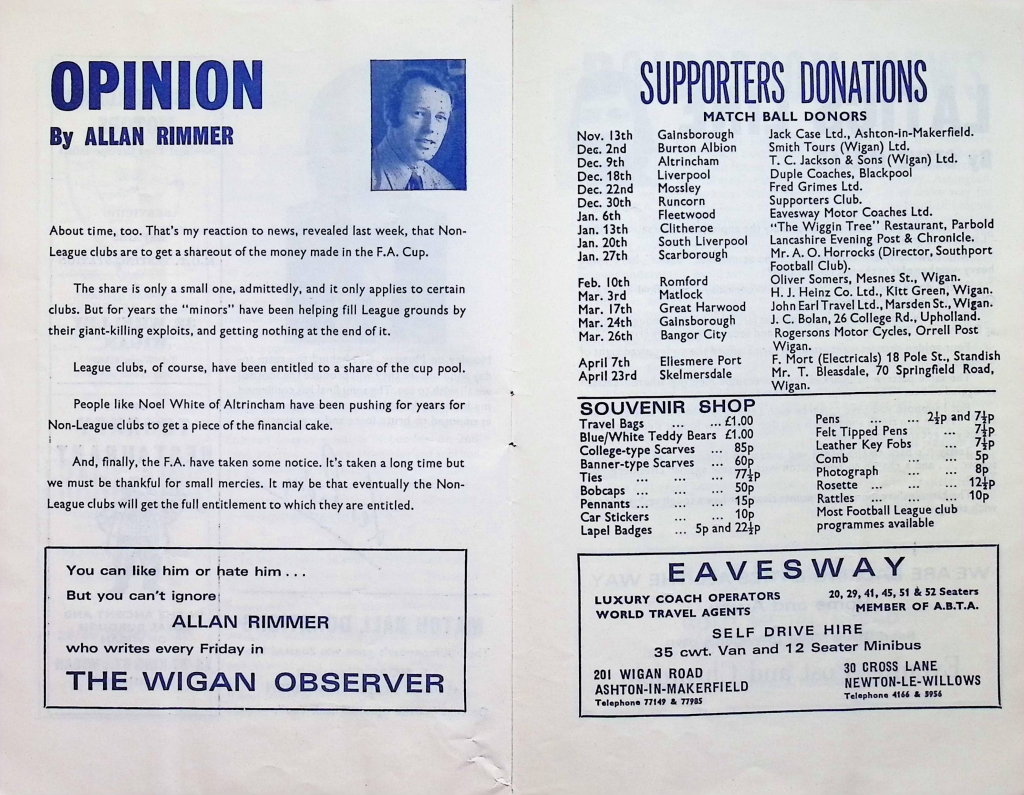 OPINION
By ALLAN RIMMER
About time, too. That's my reaction to news, revealed last week, that Non-
League clubs are to get a shareout of the money made in the F.A. Cup.
The share is only a small one, admittedly, and it only applies to certain
clubs. But for years the "minors" have been helping fill League grounds by
their giant-killing exploits, and getting nothing at the end of it.
League clubs, of course, have been entitled to a share of the cup pool.
People like Noel White of Altrincham have been pushing for years for
Non-League clubs to get a piece of the financial cake.
And, finally, the F.A. have taken some notice. It's taken a long time but
we must be thankful for small mercies. It may be that eventually the Non-
League clubs will get the full entitlement to which they are entitled.
You can like him or hate him . . .
But you can't ignore
ALLAN RIMMER
who writes every Friday in
THE WIGAN OBSERVER
SUPPORTERS DONATIONS
MATCH BALL DONORS
Nov. 13th Gainsborough Jack Case Ltd., Ashton-in-Makerfield.
Dec. 2nd Burton Albion Smith Tours (Wigan) Ltd.
Dec. 9th Altrincham T. C. Jackson & Sons (Wigan) Ltd.
Dec. 18th Liverpool Duple Coaches, Blackpool
Dec. 22nd Mossley Fred Grimes Ltd.
Dec. 30th Runcorn Supporters Club.
Jan. 6th Fleetwood Eavesway Motor Coaches Ltd.
Jan. 13th Clitheroe "The Wiggin Tree" Restaurant, Parbold
Jan. 20th South Liverpool Lancashire Evening Post & Chronicle.
Jan. 27th Scarborough Mr. A. O. Horrocks (Director, Southport
Football Club).
Feb. 10th Romford Oliver Somers, Mesnes St., Wigan.
Mar. 3rd Matlock H. J. Heinz Co. Ltd., Kitt Green, Wigan.
Mar. 17th Great Harwood John Earl Travel Ltd., Marsden St., Wigan.
Mar. 24th Gainsborough J. C. Bolan, 26 College Rd., Upholland.
Mar. 26th Bangor City Rogersons Motor Cycles, Orrell Post
Wigan.
April 7th Ellesmere Port F. Mort (Electricals) 18 Pole St., Standish
April 23rd Skelmersdale Mr. T. Bleasdale, 70 Springfield Road,
Wigan.
SOUVENIR SHOP
Travel Bags ... ... £1.00
Blue/White Teddy Bears £1.00
College-type Scarves ... 85p
Banner-type Scarves ... 60p
Ties ... ... ... 77½p
Bobcaps ... ... ... 50p
Pennants ... ... ... 15p
Car Stickers ... ... 10p
Lapel Badges ... 5p and 22½p
Pens ... ... 2½p and 7½p
Felt Tipped Pens ... 7½p
Leather Key Fobs ... 7½p
Comb ... ... ... 5p
Photograph ... ... 8p
Rosette ... ... ... 12½p
Rattles ... ... ... 10p
Most Football League club
programmes available
EAVESWAY
LUXURY COACH OPERATORS 20, 29, 41, 45, 51 & 52 Seaters
WORLD TRAVEL AGENTS MEMBER OF A.B.T.A.
SELF DRIVE HIRE
35 cwt. Van and 12 Seater Minibus
201 WIGAN ROAD
ASHTON-IN-MAKERFIELD
Telephone 77149 & 77985
30 CROSS LANE
NEWTON-LE-WILLOWS
Telephone 4166 & 5956